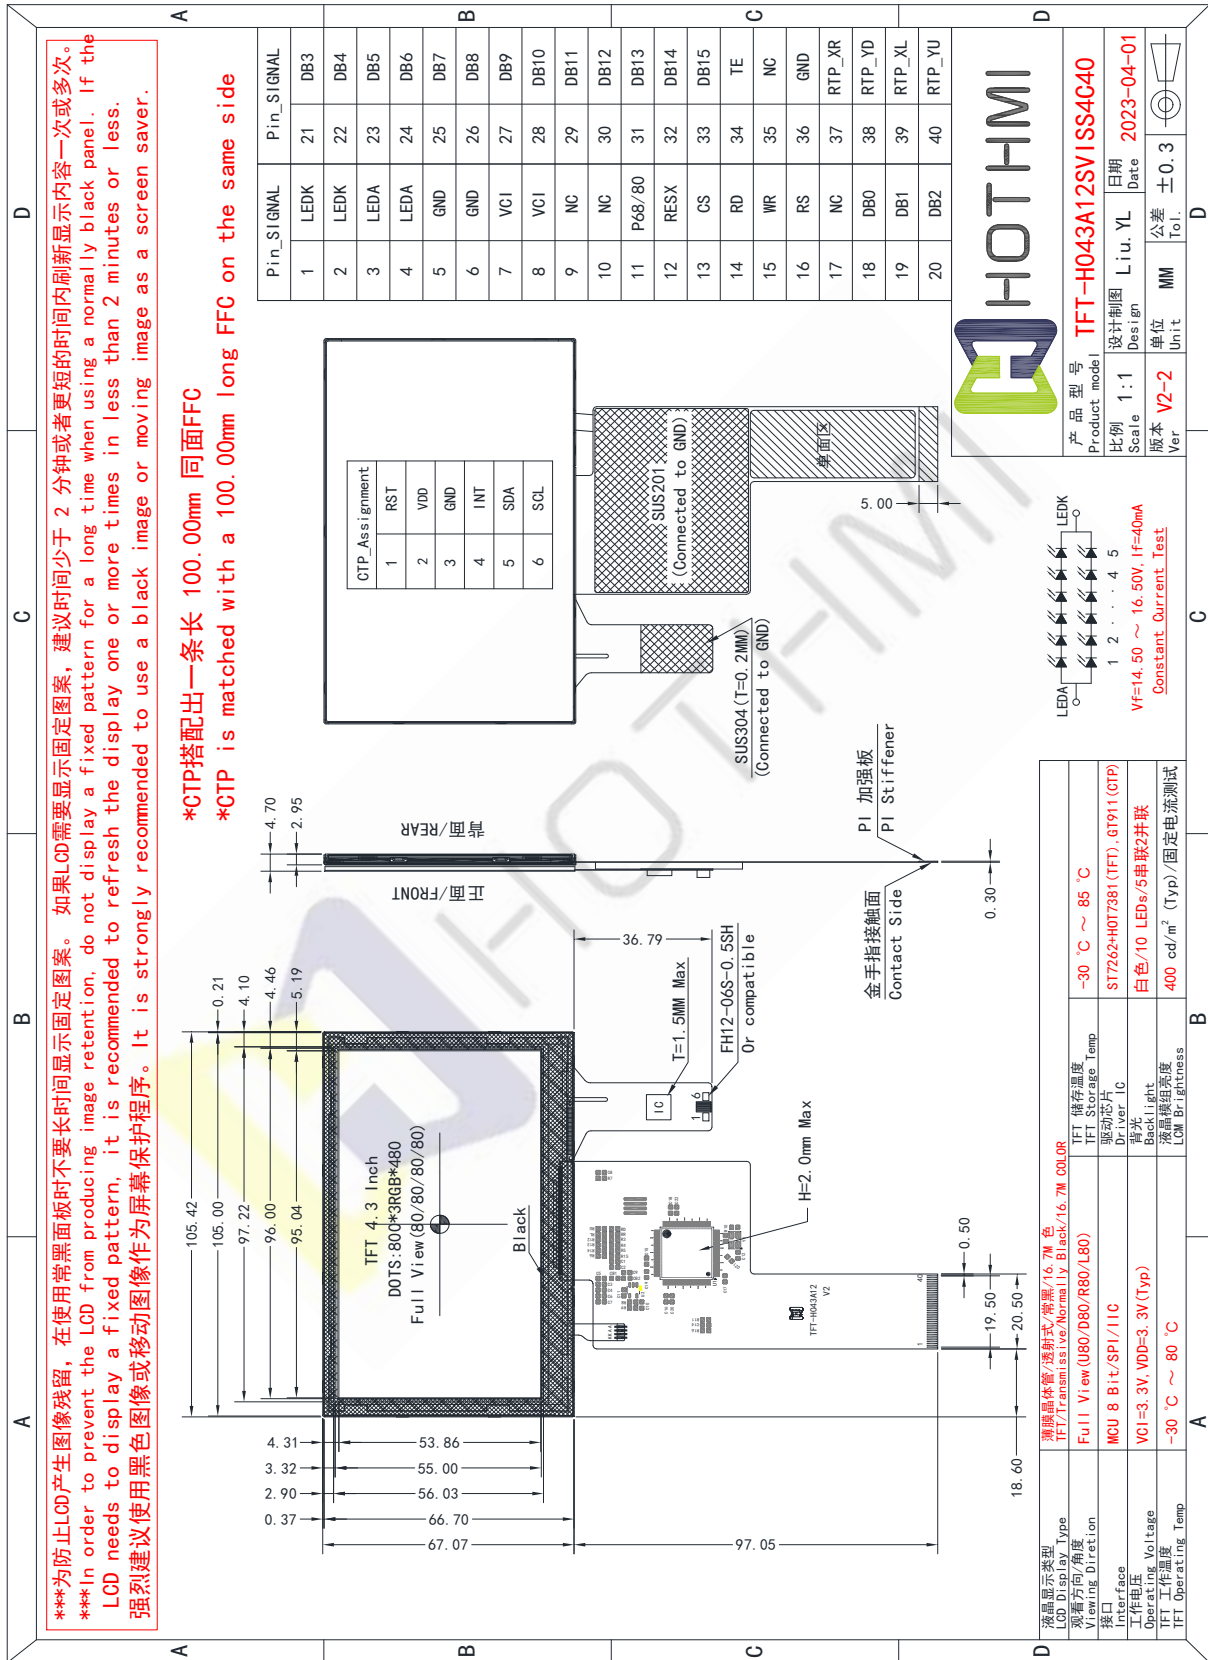 ***为防止LCD产生图像残留，在使用常黑面板时不要长时间显示固定图案。 如果LCD需要显示固定图案，建议时间少于 2 分钟或者更短的时间内刷新显示内容一次或多次。
***In order to prevent the LCD from producing image retention, do not display a fixed pattern for a long time when using a normally black panel. If the
LCD needs to display a fixed pattern, it is recommended to refresh the display one or more times in less than 2 minutes or less.
强烈建议使用黑色图像或移动图像作为屏幕保护程序。It is strongly recommended to use a black image or moving image as a screen saver.
*CTP搭配出一条长 100.00mm 同面FFC
*CTP is matched with a 100.00mm long FFC on the same side
A
B
C
D
A
B
C
D
A
B
C
D
A
B
C
D
Pin_SIGNAL Pin_SIGNAL
1 LEDK 21 DB3
2 LEDK 22 DB4
3 LEDA 23 DB5
4 LEDA 24 DB6
5 GND 25 DB7
6 GND 26 DB8
7 VCI 27 DB9
8 VCI 28 DB10
9 NC 29 DB11
10 NC 30 DB12
11 P68/80 31 DB13
12 RESX 32 DB14
13 CS 33 DB15
14 RD 34 TE
15 WR 35 NC
16 RS 36 GND
17 NC 37 RTP_XR
18 DB0 38 RTP_YD
19 DB1 39 RTP_XL
20 DB2 40 RTP_YU
105.42
105.00 0.21
97.22 4.10
96.00 4.46
95.04 5.19
4.31 53.86
3.32 55.00
2.90 56.03
0.37 66.70
67.07
97.05
TFT 4.3 Inch
DOTS:800*3RGB*480
Full View(80/80/80/80)
Black
36.79
IC
T=1.5MM Max
1 6
FH12-06S-0.5SH
Or compatible
H=2.0mm Max
TFT-H043A12
V2
1 40
0.50
19.50
20.50
18.60
4.70
2.95
正面/FRONT
背面/REAR
金手指接触面
Contact Side
PI 加强板
PI Stiffener
0.30
CTP_Assignment
1 RST
2 VDD
3 GND
4 INT
5 SDA
6 SCL
SUS201
(Connected to GND)
SUS304(T=0.2MM)
(Connected to GND)
单面区
5.00
LEDA LEDK
1 2 · · · 4 5
Vf=14.50 ～ 16.50V, If=40mA
Constant Current Test
液晶显示类型
LCD Display Type
薄膜晶体管/透射式/常黑/16.7M 色
TFT/Transmissive/Normally Black/16.7M COLOR
观看方向/角度
Viewing Diretion
Full View(U80/D80/R80/L80)
接口
Interface
MCU 8 Bit/SPI/IIC
工作电压
Operating Voltage
VCI=3.3V, VDD=3.3V(Typ)
TFT 工作温度
TFT Operating Temp
-30 ℃ ～ 80 ℃
TFT 储存温度
TFT Storage Temp
-30 ℃ ～ 85 ℃
驱动芯片
Driver IC
ST7262+HOT7381(TFT), GT911(CTP)
背光
Backlight
白色/10 LEDs/5串联2并联
液晶模组亮度
LCM Brightness
400 cd/m² (Typ)/固定电流测试
HOTHMI
产 品 型 号
Product model
TFT-H043A12SVISS4C40
比例
Scale
1:1
设计制图
Design
Liu.YL
日期
Date
2023-04-01
版本
Ver
V2-2
单位
Unit
MM
公差
Tol.
±0.3
HOTHMI